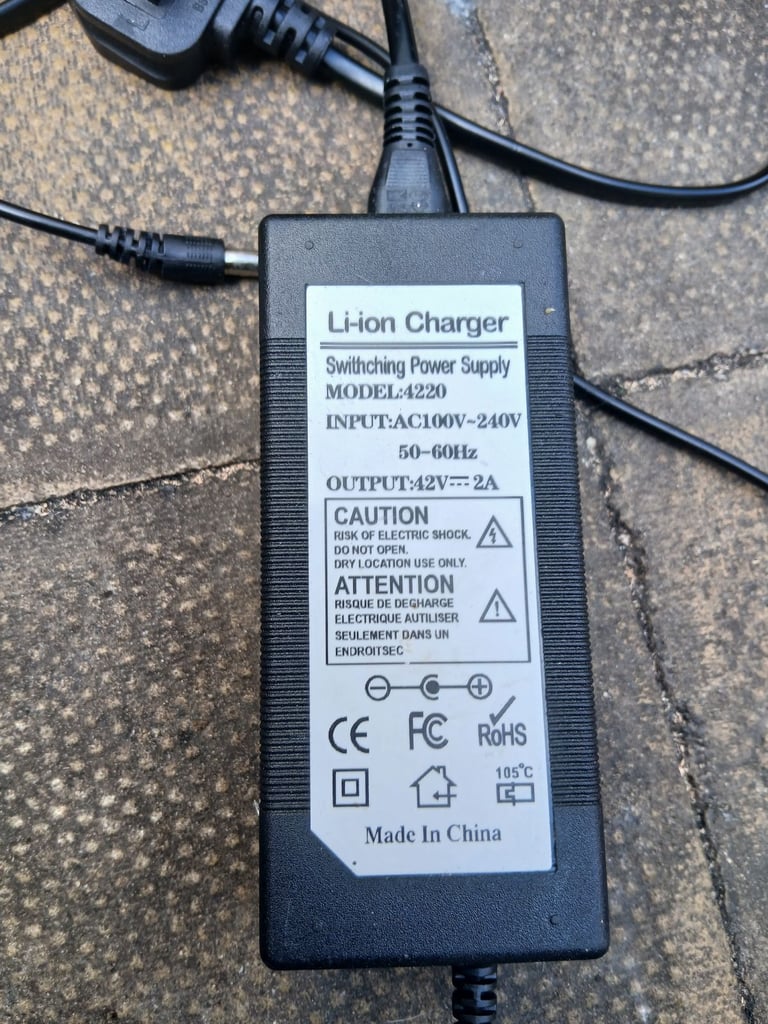 Li-ion Charger
Swithching Power Supply
MODEL:4220
INPUT:AC100V~240V
50-60Hz
OUTPUT:42V⎓2A
CAUTION
RISK OF ELECTRIC SHOCK.
DO NOT OPEN.
DRY LOCATION USE ONLY.
ATTENTION
RISQUE DE DEGHARGE
ELECTRIQUE AUTILISER
SEULEMENT DANS UN
ENDROITSEC
CE FC RoHS
105°C
Made In China